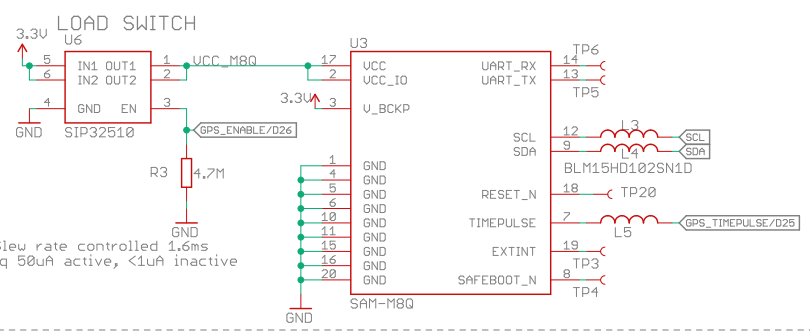 LOAD SWITCH
3.3V
U6
5 IN1 OUT1 1
6 IN2 OUT2 2
4 GND EN 3
GND
SIP32510
VCC_M8Q
GPS_ENABLE/D26
R3 4.7M
GND
Slew rate controlled 1.6ms
q 50uA active, <1uA inactive
U3
17 VCC
2 VCC_IO
3.3V
3 V_BCKP
1 GND
4 GND
5 GND
6 GND
10 GND
11 GND
15 GND
16 GND
20 GND
GND
SAM-M8Q
UART_RX 14 TP6
UART_TX 13 TP5
SCL 12 L3 SCL
SDA 9 L4 SDA
BLM15HD102SN1D
RESET_N 18 TP20
TIMEPULSE 7 L5 GPS_TIMEPULSE/D25
EXTINT 19 TP3
SAFEBOOT_N 8 TP4